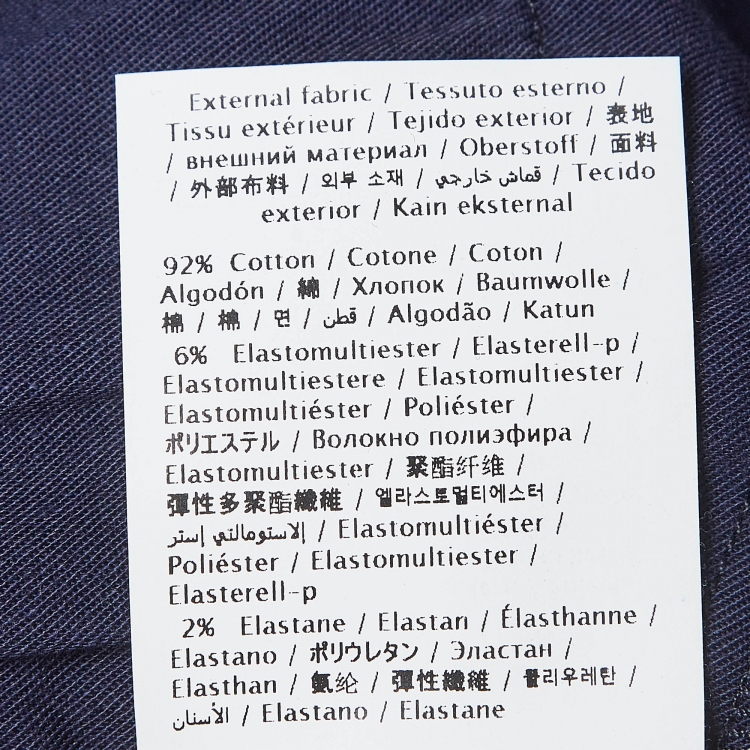 External fabric / Tessuto esterno /
Tissu extérieur / Tejido exterior / 表地
/ внешний материал / Oberstoff / 面料
/ 外部布料 / 외부 소재 / قماش خارجي / Tecido
exterior / Kain eksternal
92% Cotton / Cotone / Coton /
Algodón / 綿 / Хлопок / Baumwolle /
棉 / 棉 / 면 / قطن / Algodão / Katun
6% Elastomultiester / Elasterell-p /
Elastomultiestere / Elastomultiester /
Elastomultiéster / Poliéster /
ポリエステル / Волокно полиэфира /
Elastomultiester / 聚酯纤维 /
彈性多聚酯纖維 / 엘라스토멀티에스터 /
إلاستومالتي إستر / Elastomultiéster /
Poliéster / Elastomultiester /
Elasterell-p
2% Elastane / Elastan / Élasthanne /
Elastano / ポリウレタン / Эластан /
Elasthan / 氨纶 / 彈性纖維 / 폴리우레탄 /
الأسنان / Elastano / Elastane